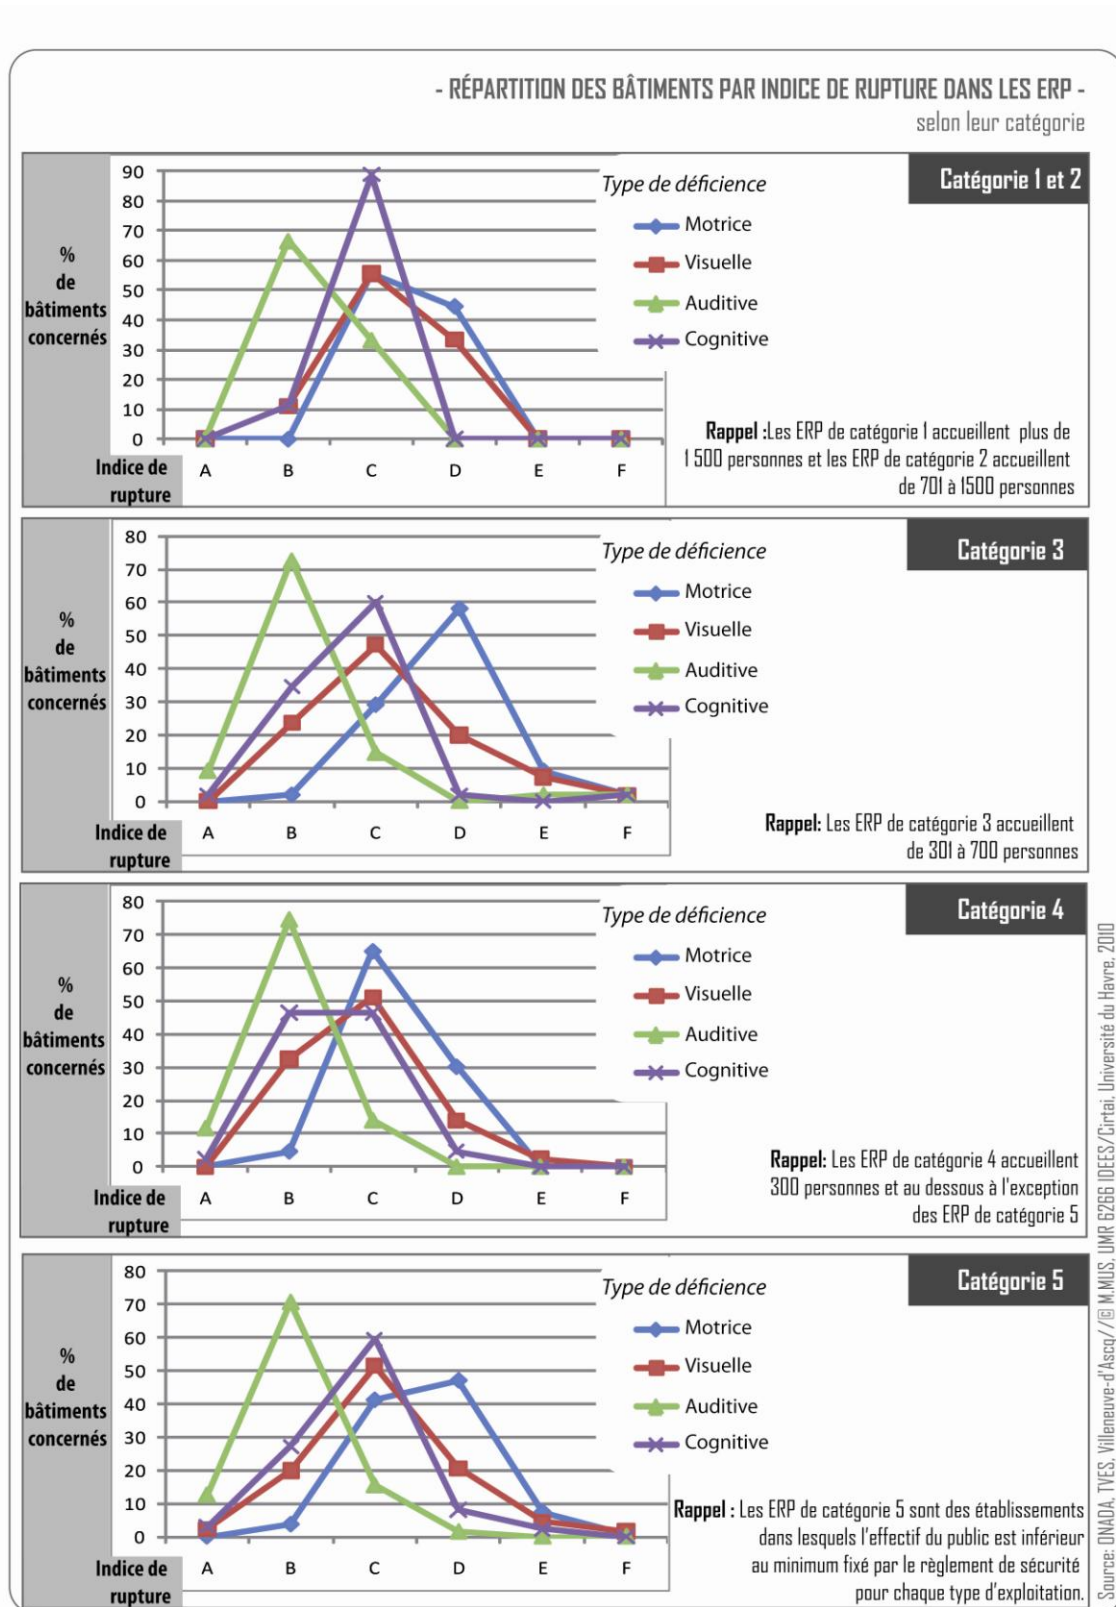 - RÉPARTITION DES BÂTIMENTS PAR INDICE DE RUPTURE DANS LES ERP -
selon leur catégorie
Catégorie 1 et 2
%
de
bâtiments
concernés
90
80
70
60
50
40
30
20
10
0
Type de déficience
Motrice
Visuelle
Auditive
Cognitive
Indice de
rupture
A B C D E F
Rappel :Les ERP de catégorie 1 accueillent plus de
1 500 personnes et les ERP de catégorie 2 accueillent
de 701 à 1500 personnes
Catégorie 3
%
de
bâtiments
concernés
80
70
60
50
40
30
20
10
0
Type de déficience
Motrice
Visuelle
Auditive
Cognitive
Indice de
rupture
A B C D E F
Rappel: Les ERP de catégorie 3 accueillent
de 301 à 700 personnes
Catégorie 4
%
de
bâtiments
concernés
80
70
60
50
40
30
20
10
0
Type de déficience
Motrice
Visuelle
Auditive
Cognitive
Indice de
rupture
A B C D E F
Rappel: Les ERP de catégorie 4 accueillent
300 personnes et au dessous à l'exception
des ERP de catégorie 5
Catégorie 5
%
de
bâtiments
concernés
80
70
60
50
40
30
20
10
0
Type de déficience
Motrice
Visuelle
Auditive
Cognitive
Indice de
rupture
A B C D E F
Rappel : Les ERP de catégorie 5 sont des établissements
dans lesquels l'effectif du public est inférieur
au minimum fixé par le règlement de sécurité
pour chaque type d'exploitation.
Source: ONADA, TVES, Villeneuve-d'Ascq//© M.MUS, UMR 6266 IDEES/Cirtai, Université du Havre, 2010